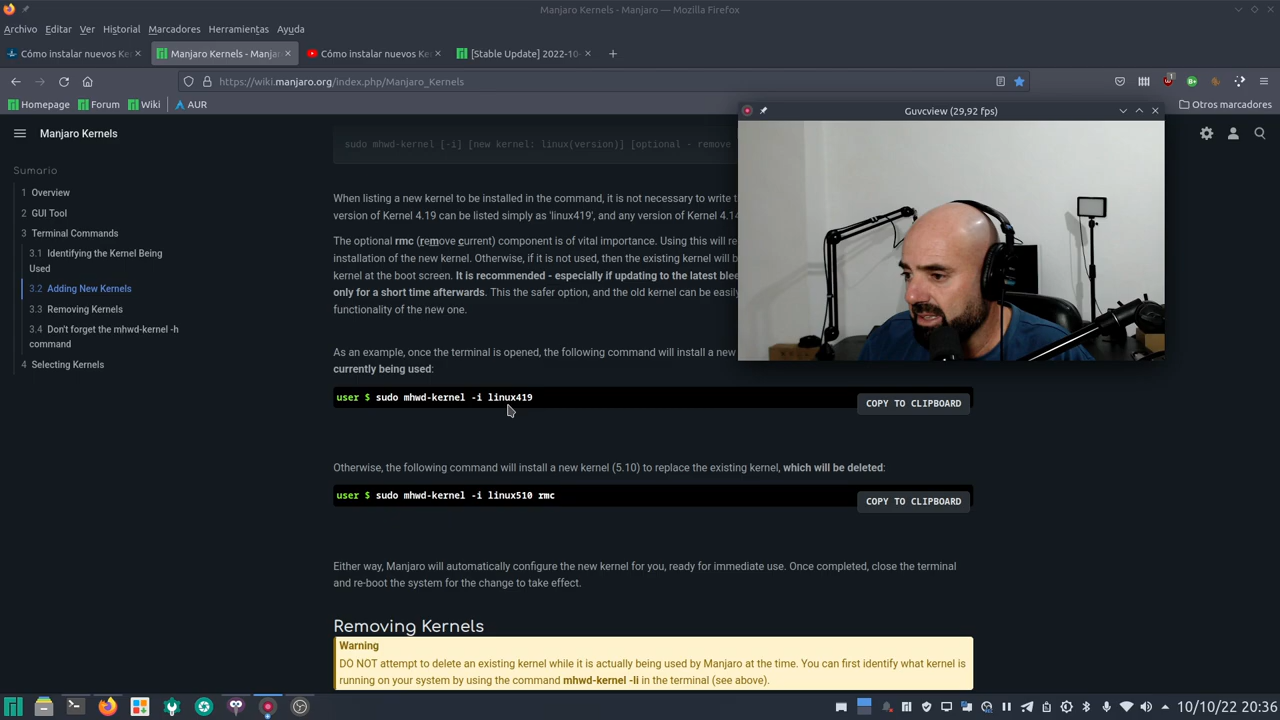 Manjaro Kernels - Manjaro — Mozilla Firefox
Archivo Editar Ver Historial Marcadores Herramientas Ayuda
Cómo instalar nuevos Ke
Manjaro Kernels - Manja
Cómo instalar nuevos Ke
[Stable Update] 2022-10-
https://wiki.manjaro.org/index.php/Manjaro_Kernels
Homepage Forum Wiki AUR
Otros marcadores
Manjaro Kernels
Sumario
1 Overview
2 GUI Tool
3 Terminal Commands
3.1 Identifying the Kernel Being
Used
3.2 Adding New Kernels
3.3 Removing Kernels
3.4 Don't forget the mhwd-kernel -h
command
4 Selecting Kernels
sudo mhwd-kernel [-i] [new kernel: linux(version)] [optional - remove
When listing a new kernel to be installed in the command, it is not necessary to write t
version of Kernel 4.19 can be listed simply as 'linux419', and any version of Kernel 4.14
The optional rmc (remove current) component is of vital importance. Using this will re
installation of the new kernel. Otherwise, if it is not used, then the existing kernel will b
kernel at the boot screen. It is recommended - especially if updating to the latest blee
only for a short time afterwards. This the safer option, and the old kernel can be easily
functionality of the new one.
As an example, once the terminal is opened, the following command will install a new
currently being used:
user $ sudo mhwd-kernel -i linux419
COPY TO CLIPBOARD
Otherwise, the following command will install a new kernel (5.10) to replace the existing kernel, which will be deleted:
user $ sudo mhwd-kernel -i linux510 rmc
COPY TO CLIPBOARD
Either way, Manjaro will automatically configure the new kernel for you, ready for immediate use. Once completed, close the terminal
and re-boot the system for the change to take effect.
Removing Kernels
Warning
DO NOT attempt to delete an existing kernel while it is actually being used by Manjaro at the time. You can first identify what kernel is
running on your system by using the command mhwd-kernel -li in the terminal (see above).
Guvcview (29,92 fps)
10/10/22 20:36